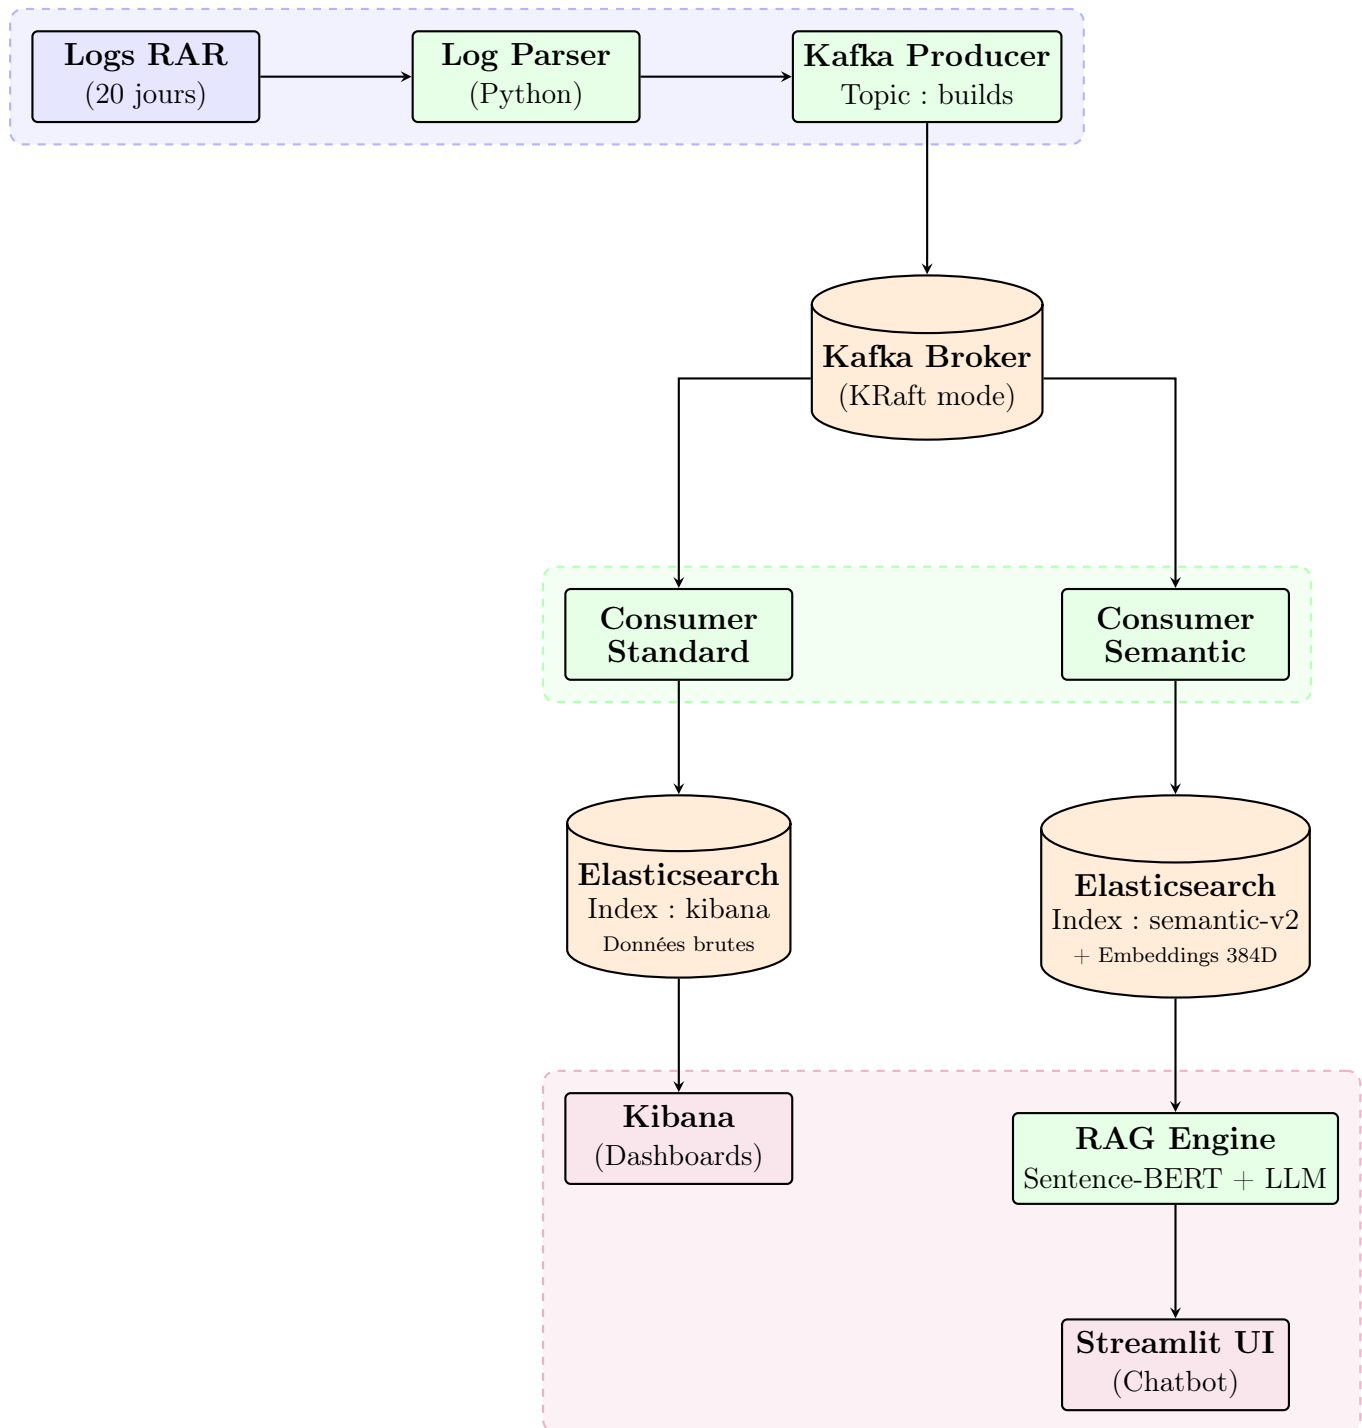 Logs RAR
(20 jours)
Log Parser
(Python)
Kafka Producer
Topic : builds
Kafka Broker
(KRaft mode)
Consumer
Standard
Consumer
Semantic
Elasticsearch
Index : kibana
Données brutes
Elasticsearch
Index : semantic-v2
+ Embeddings 384D
Kibana
(Dashboards)
RAG Engine
Sentence-BERT + LLM
Streamlit UI
(Chatbot)